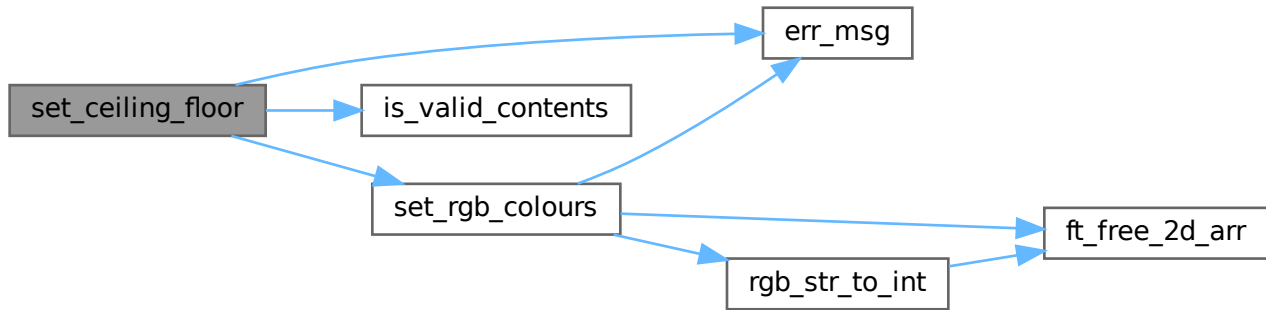 err_msg
set_ceiling_floor
is_valid_contents
set_rgb_colours
ft_free_2d_arr
rgb_str_to_int